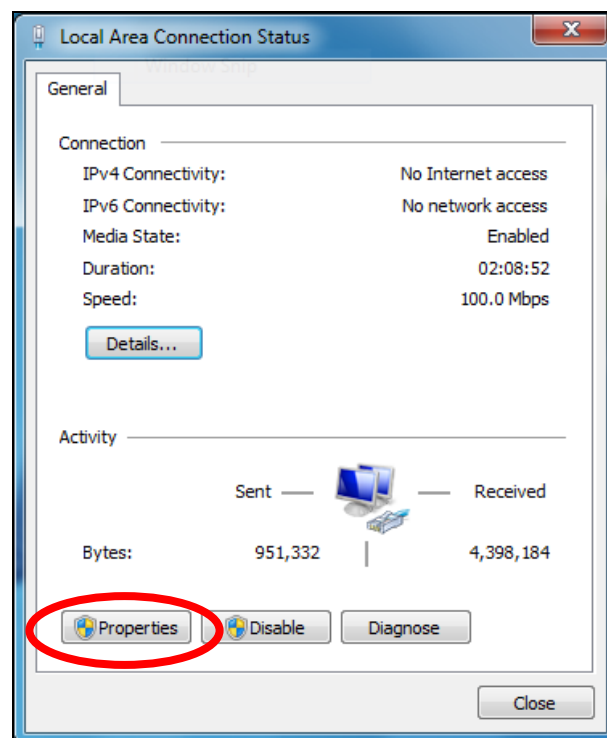 Local Area Connection Status
X
Window Snip
General
Connection
IPv4 Connectivity: No Internet access
IPv6 Connectivity: No network access
Media State: Enabled
Duration: 02:08:52
Speed: 100.0 Mbps
Details...
Activity
Sent Received
Bytes: 951,332 4,398,184
Properties Disable Diagnose
Close